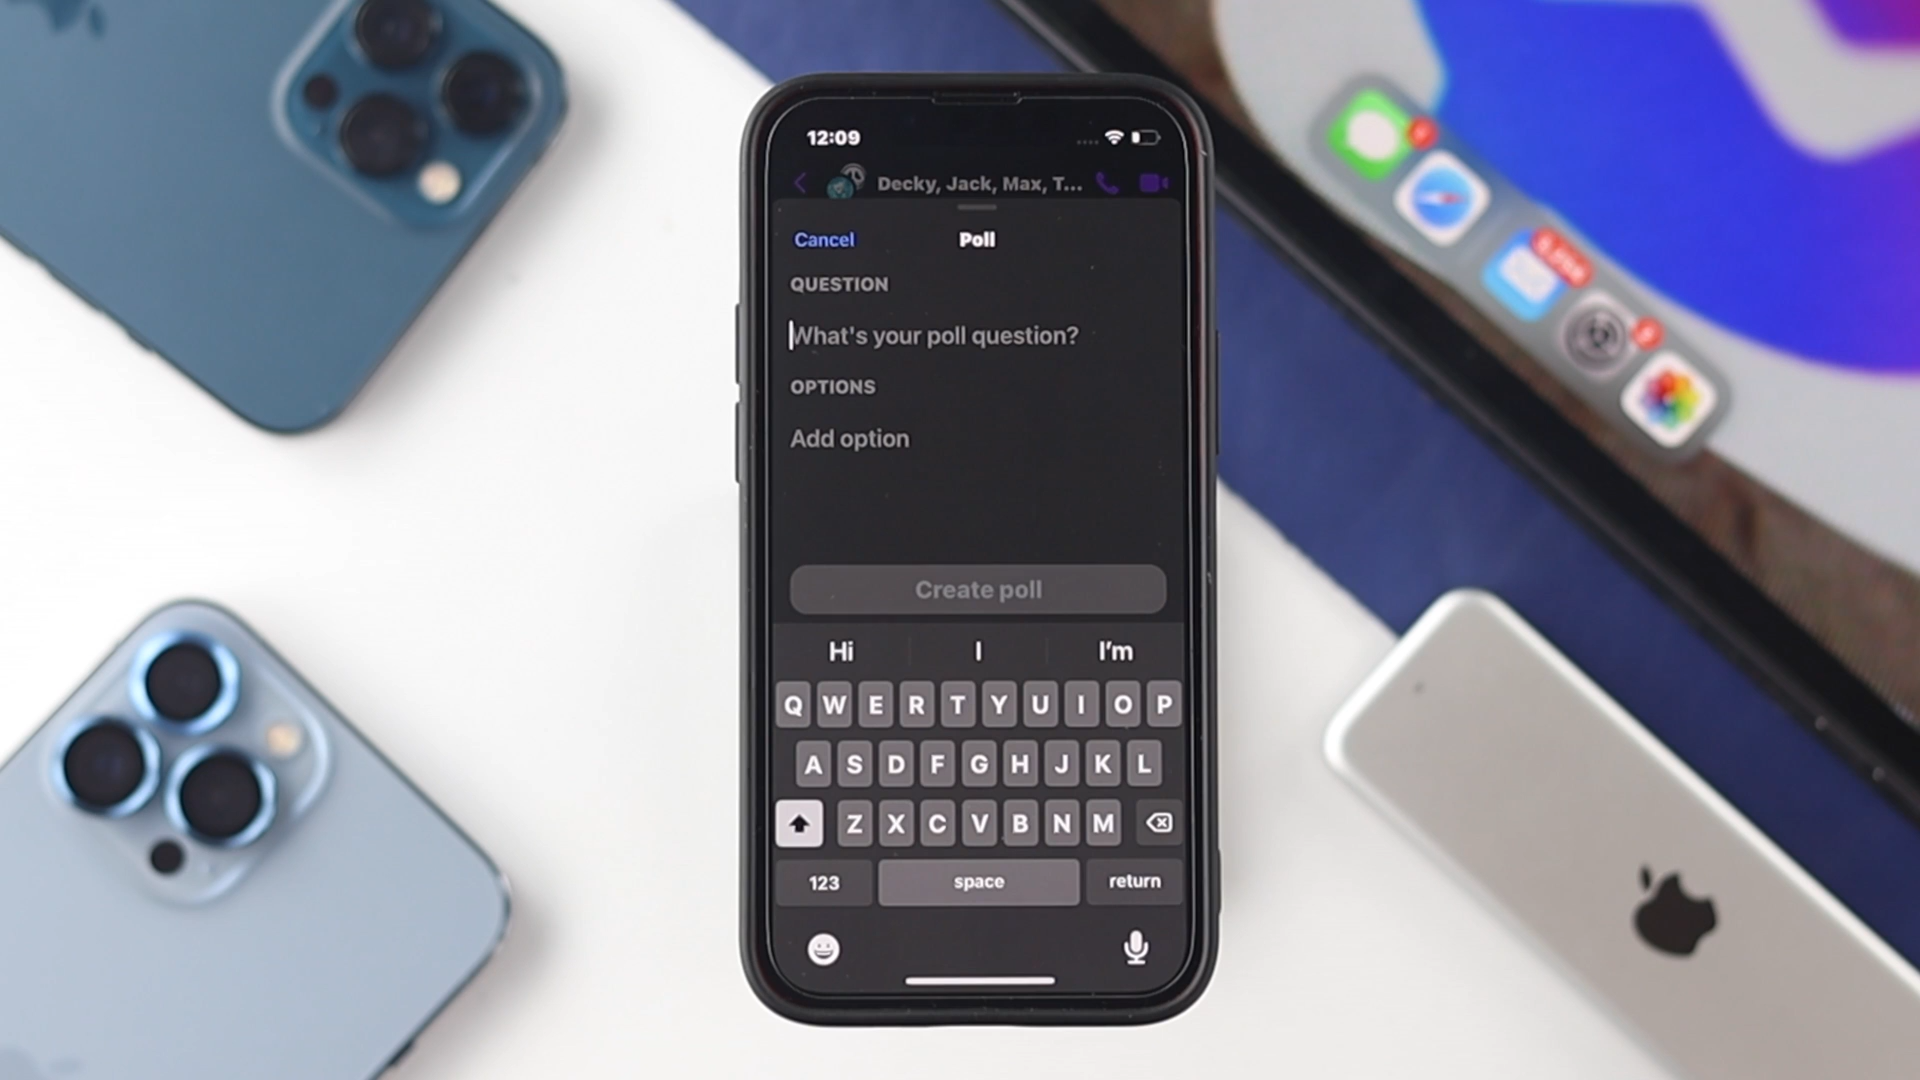 12:09
Decky, Jack, Max, T...
Cancel
Poll
QUESTION
What's your poll question?
OPTIONS
Add option
Create poll
Hi I I'm
Q W E R T Y U I O P
A S D F G H J K L
Z X C V B N M
123 space return